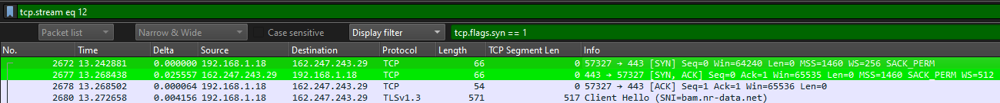 tcp.stream eq 12
Packet list Narrow & Wide Case sensitive Display filter tcp.flags.syn == 1
No. Time Delta Source Destination Protocol Length TCP Segment Len Info
2672 13.242881 0.000000 192.168.1.18 162.247.243.29 TCP 66 0 57327 → 443 [SYN] Seq=0 Win=64240 Len=0 MSS=1460 WS=256 SACK_PERM
2677 13.268438 0.025557 162.247.243.29 192.168.1.18 TCP 66 0 443 → 57327 [SYN, ACK] Seq=0 Ack=1 Win=65535 Len=0 MSS=1460 SACK_PERM WS=512
2678 13.268502 0.000064 192.168.1.18 162.247.243.29 TCP 54 0 57327 → 443 [ACK] Seq=1 Ack=1 Win=65536 Len=0
2680 13.272658 0.004156 192.168.1.18 162.247.243.29 TLSv1.3 571 517 Client Hello (SNI=bam.nr-data.net)